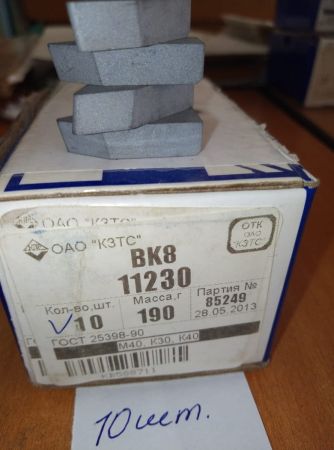 ОАО "КЗТС"
ОТК
ОАО
"КЗТС"
ОАО "КЗТС"
ВК8
11230
Кол-во,шт. Масса,г Партия №
10 190 85249
28.05.2013
ГОСТ 25398-90
М40, К30, К40
10шт.